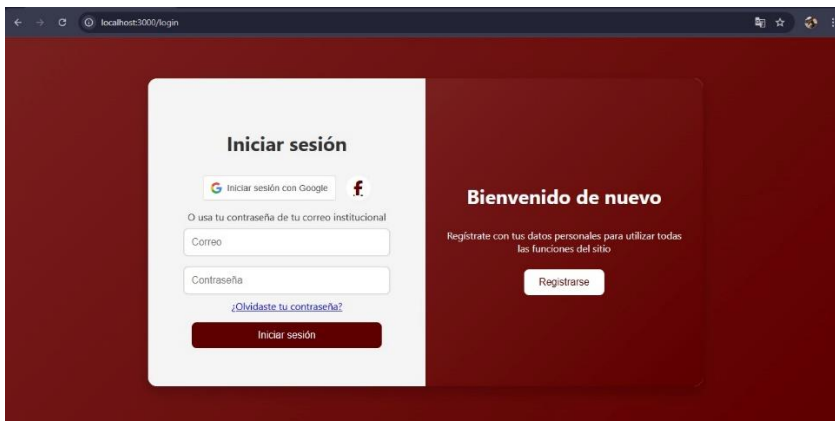 localhost:3000/login
Iniciar sesión
Iniciar sesión con Google
O usa tu contraseña de tu correo institucional
Correo
Contraseña
¿Olvidaste tu contraseña?
Iniciar sesión
Bienvenido de nuevo
Regístrate con tus datos personales para utilizar todas
las funciones del sitio
Registrarse